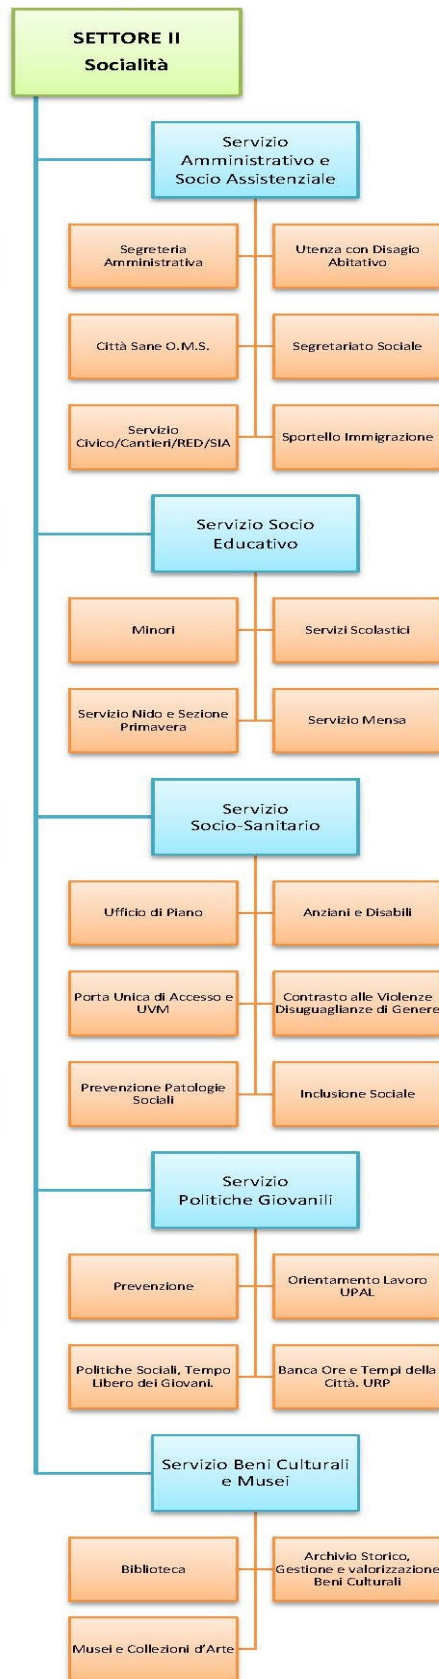 SETTORE II
Socialità
Servizio
Amministrativo e
Socio Assistenziale
Segreteria
Amministrativa
Utenza con Disagio
Abitativo
Città Sane O.M.S.
Segretariato Sociale
Servizio
Civico/Cantieri/RED/SIA
Sportello Immigrazione
Servizio Socio
Educativo
Minori
Servizi Scolastici
Servizio Nido e Sezione
Primavera
Servizio Mensa
Servizio
Socio-Sanitario
Ufficio di Piano
Anziani e Disabili
Porta Unica di Accesso e
UVM
Contrasto alle Violenze
Disuguaglianze di Genere
Prevenzione Patologie
Sociali
Inclusione Sociale
Servizio
Politiche Giovanili
Prevenzione
Orientamento Lavoro
UPAL
Politiche Sociali, Tempo
Libero dei Giovani.
Banca Ore e Tempi della
Città. URP
Servizio Beni Culturali
e Musei
Biblioteca
Archivio Storico,
Gestione e valorizzazione
Beni Culturali
Musei e Collezioni d'Arte